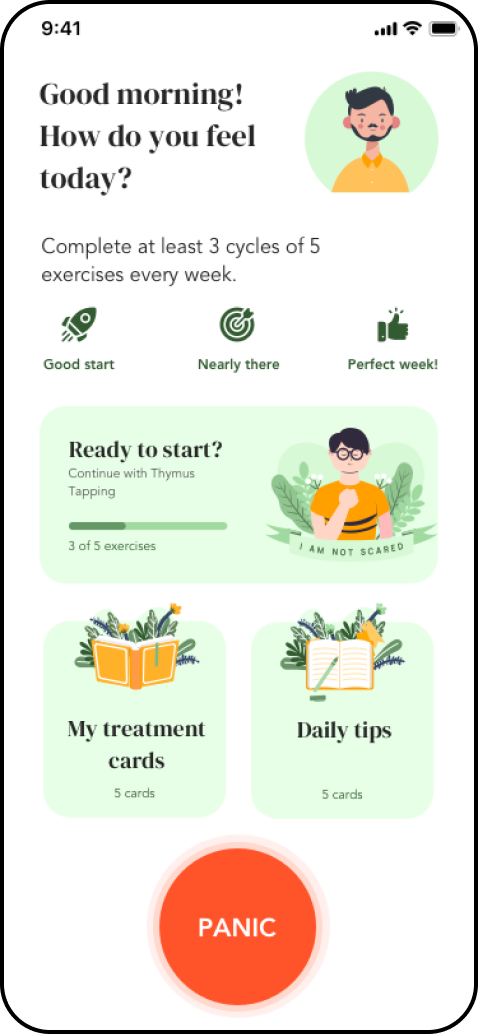 9:41
Good morning!
How do you feel
today?
Complete at least 3 cycles of 5
exercises every week.
Good start
Nearly there
Perfect week!
Ready to start?
Continue with Thymus
Tapping
3 of 5 exercises
I AM NOT SCARED
My treatment
cards
5 cards
Daily tips
5 cards
PANIC